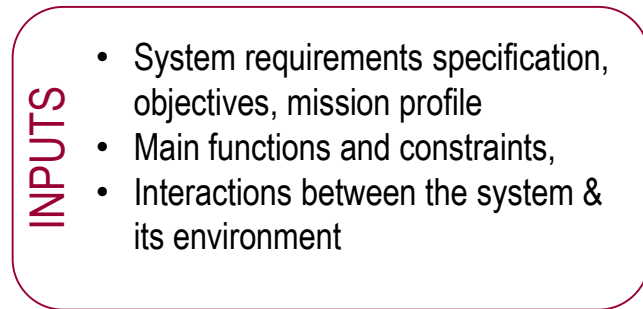 INPUTS
• System requirements specification,
objectives, mission profile
• Main functions and constraints,
• Interactions between the system &
its environment